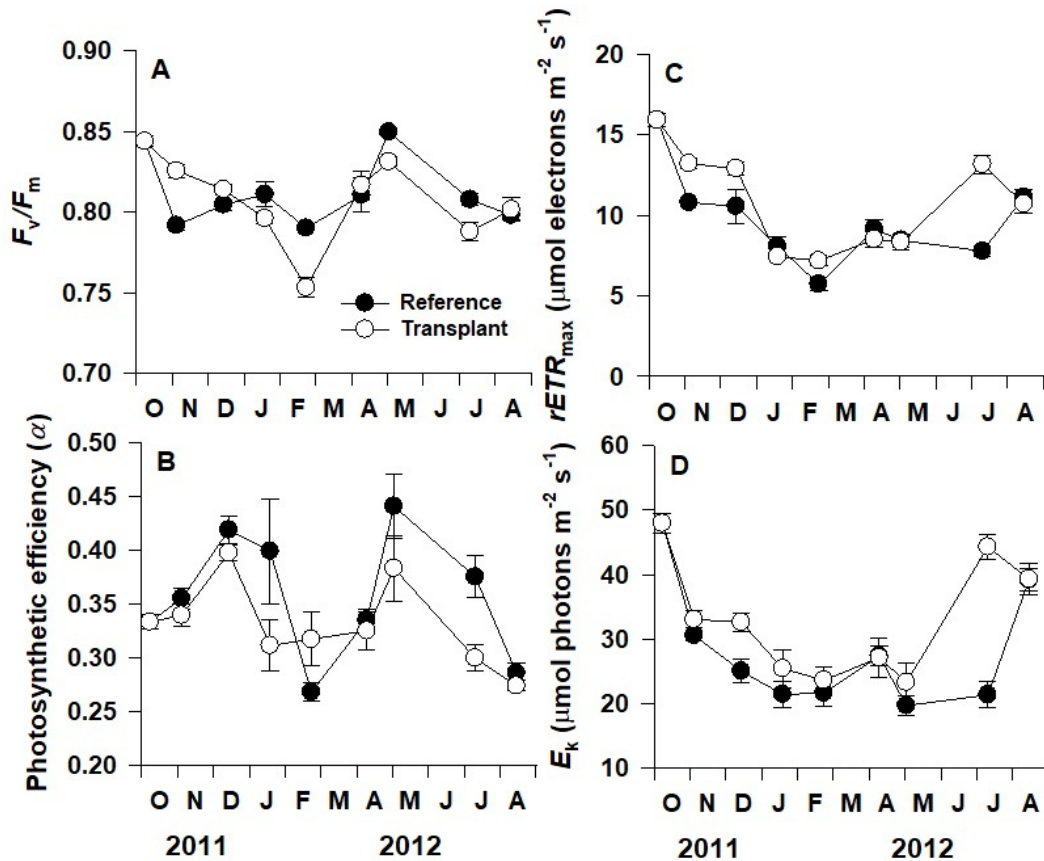 A
0.90
0.85
0.80
0.75
0.70
Fv/Fm
Reference
Transplant
O N D J F M A M J J A
C
20
15
10
5
0
rETRmax (μmol electrons m-2 s-1)
O N D J F M A M J J A
B
0.50
0.45
0.40
0.35
0.30
0.25
0.20
Photosynthetic efficiency (α)
O N D J F M A M J J A
2011 2012
D
60
50
40
30
20
10
Ek (μmol photons m-2 s-1)
O N D J F M A M J J A
2011 2012